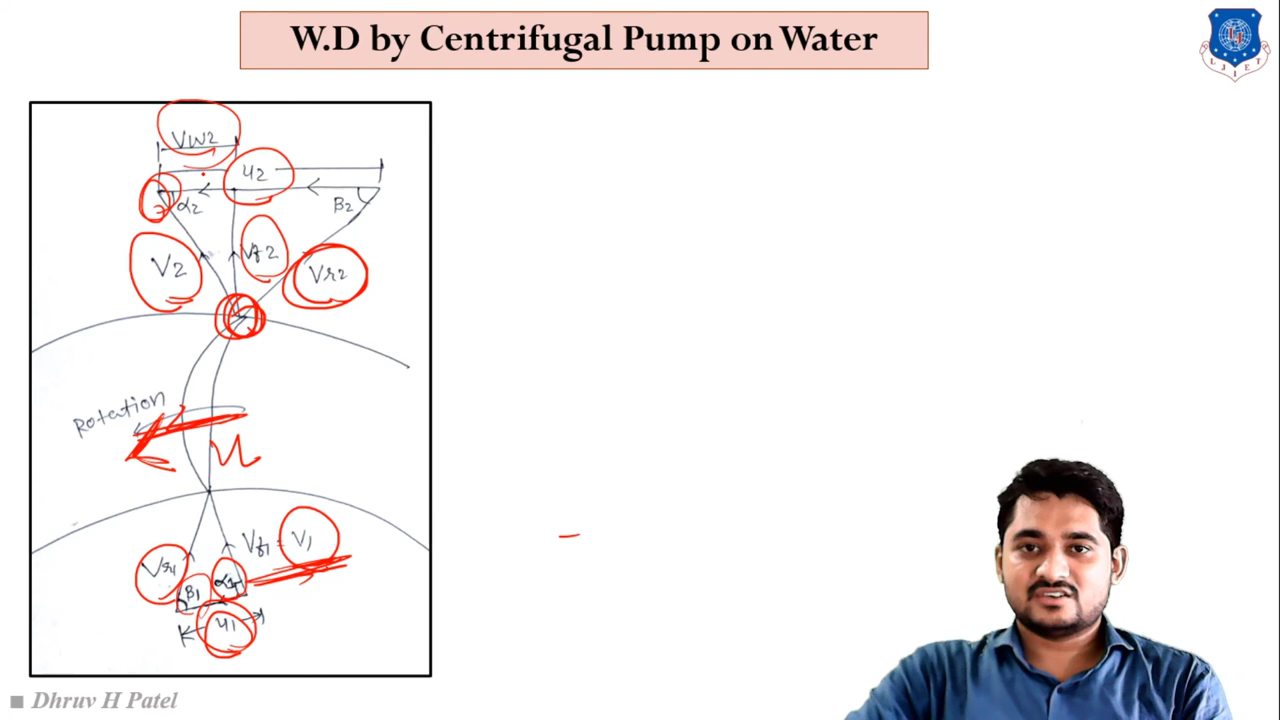 W.D by Centrifugal Pump on Water
L J I E T
Vw2
u2
α2
β2
V2
Vf2
Vr2
Rotation
u
Vf1 = V1
Vr1
β1
α1
u1
Dhruv H Patel